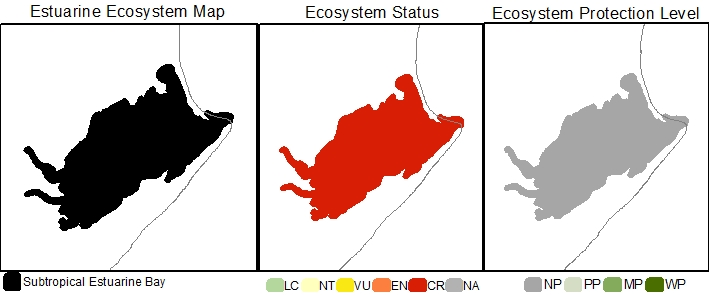 Estuarine Ecosystem Map
Ecosystem Status
Ecosystem Protection Level
Subtropical Estuarine Bay
LC NT VU EN CR NA
NP PP MP WP